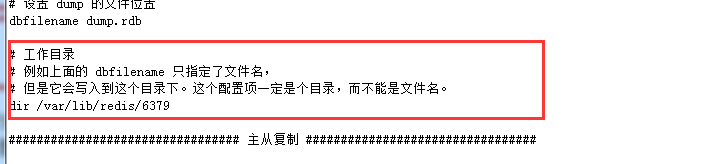 # 设置 dump 的文件位置
dbfilename dump.rdb
# 工作目录
# 例如上面的 dbfilename 只指定了文件名，
# 但是它会写入到这个目录下。这个配置项一定是个目录，而不能是文件名。
dir /var/lib/redis/6379
############################## 主从复制 ##############################